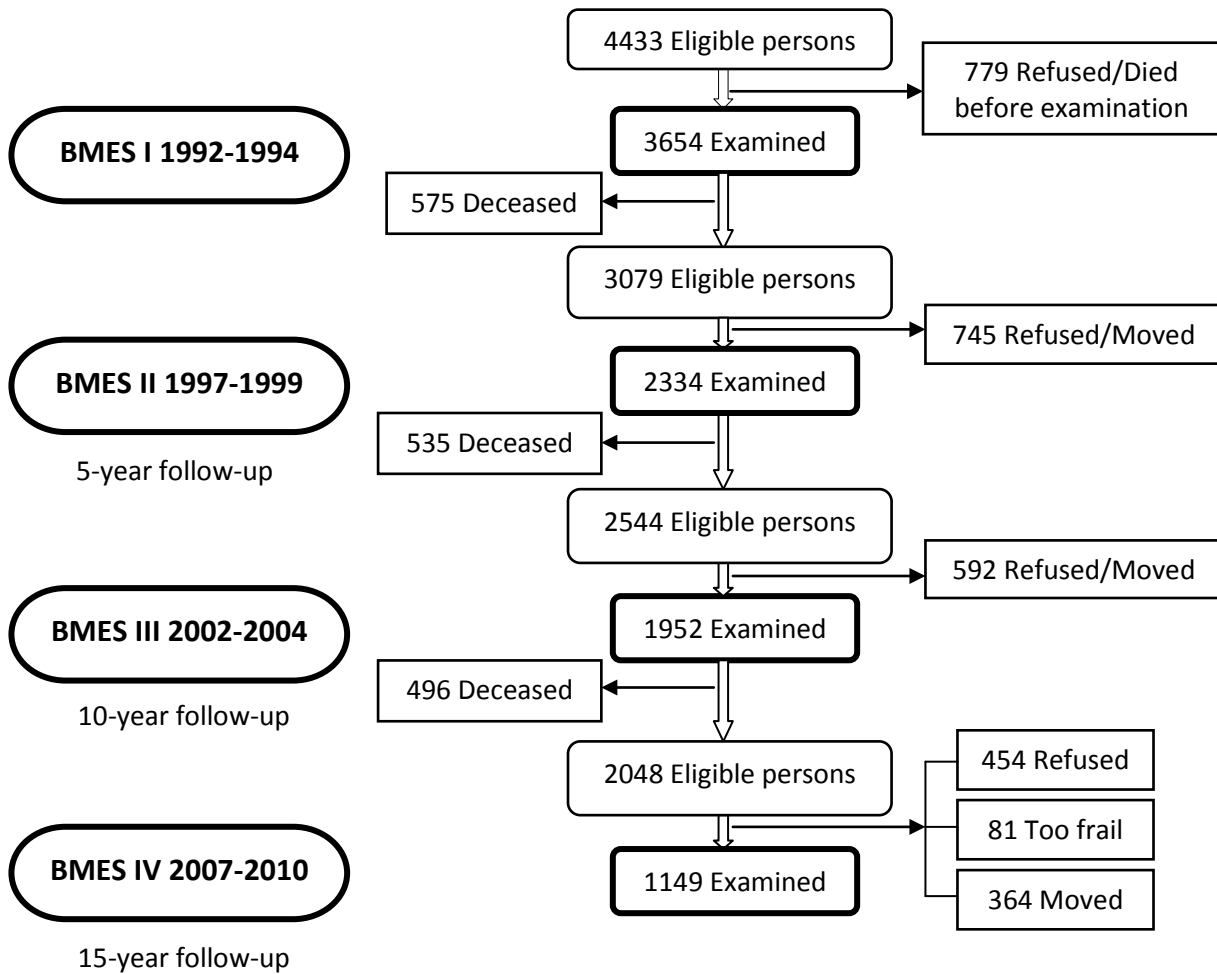 4433 Eligible persons
779 Refused/Died
before examination
BMES I 1992-1994
3654 Examined
575 Deceased
3079 Eligible persons
745 Refused/Moved
BMES II 1997-1999
2334 Examined
5-year follow-up
535 Deceased
2544 Eligible persons
592 Refused/Moved
BMES III 2002-2004
1952 Examined
10-year follow-up
496 Deceased
2048 Eligible persons
454 Refused
81 Too frail
364 Moved
BMES IV 2007-2010
1149 Examined
15-year follow-up